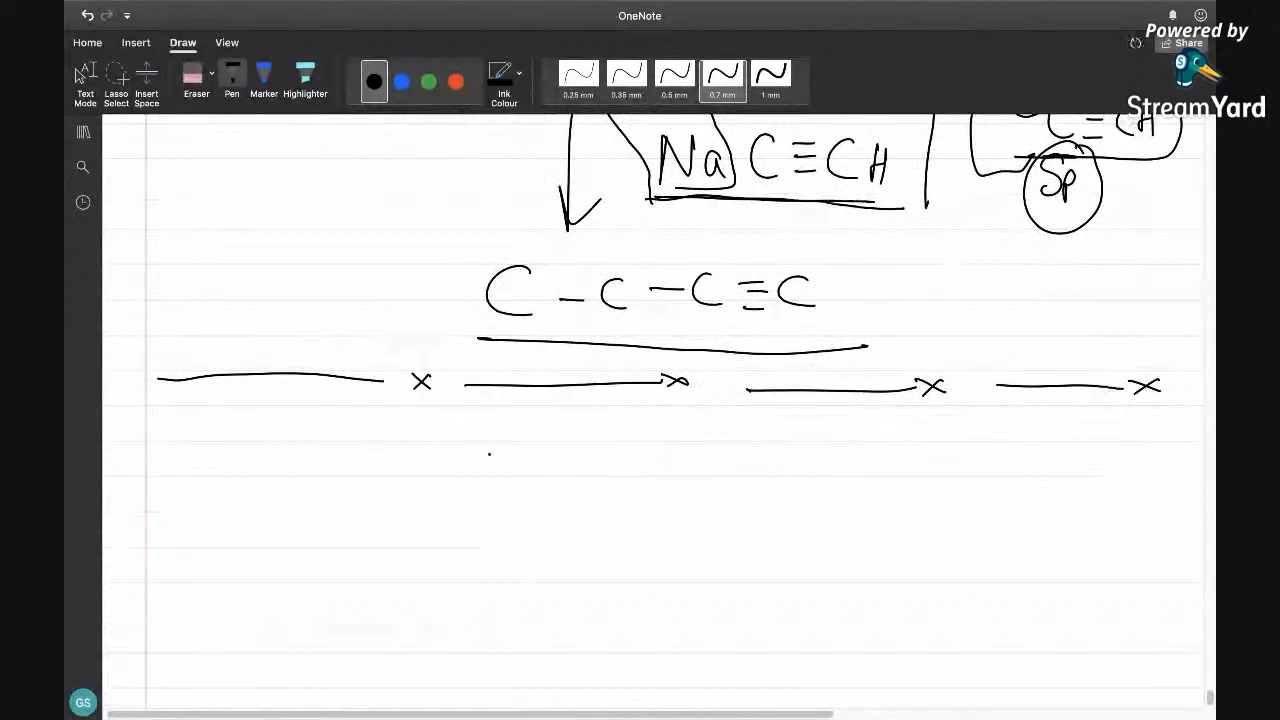 OneNote
Powered by
Home Insert Draw View
Share
StreamYard
Text Mode
Lasso Select
Insert Space
Eraser
Pen
Marker
Highlighter
Ink Colour
0.25 mm
0.35 mm
0.5 mm
0.7 mm
1 mm
C≡CH
Na C≡CH
Sp
C – C – C ≡ C
x x x x
GS